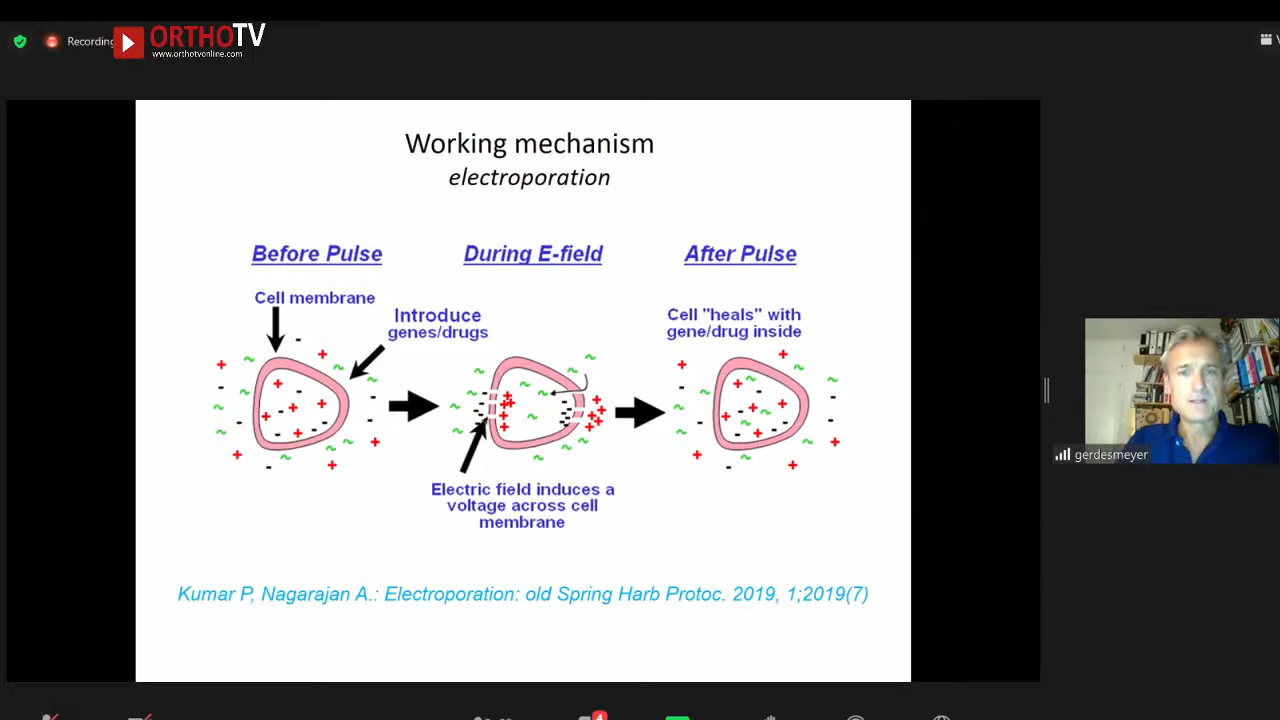 Recording
ORTHOTV
www.orthotvonline.com
Working mechanism
electroporation
Before Pulse
During E-field
After Pulse
Cell membrane
Introduce
genes/drugs
Cell "heals" with
gene/drug inside
Electric field induces a
voltage across cell
membrane
gerdesmeyer
Kumar P, Nagarajan A.: Electroporation: old Spring Harb Protoc. 2019, 1;2019(7)
4